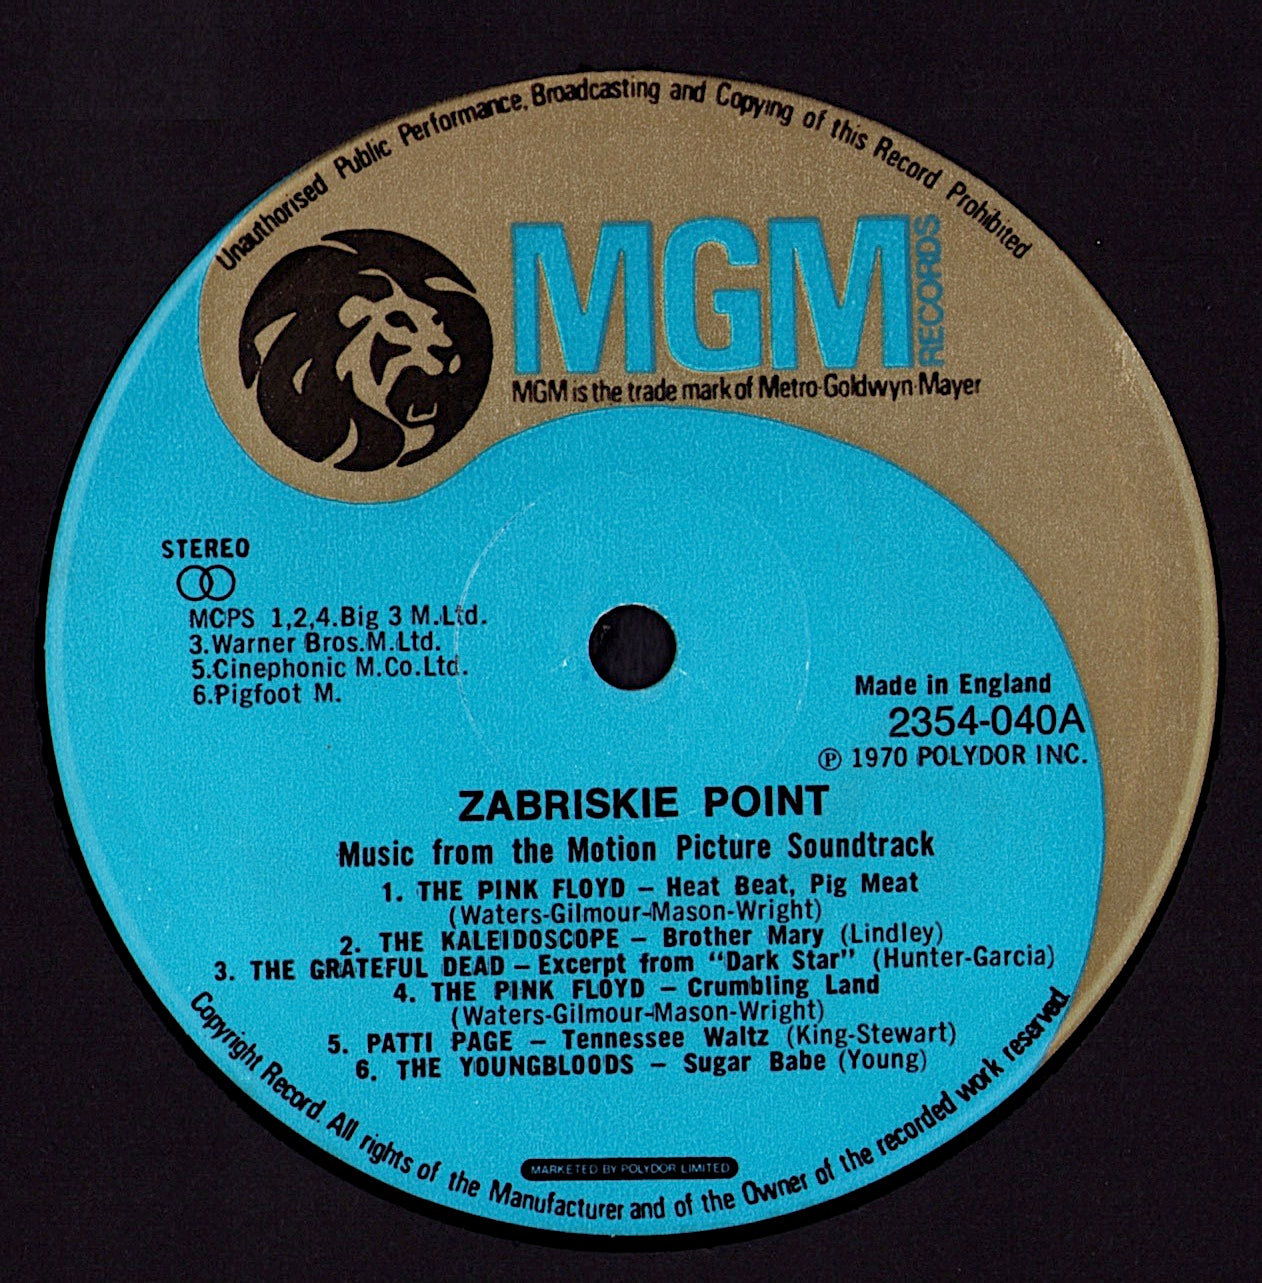 Unauthorised Public Performance, Broadcasting and Copying of this Record Prohibited
MGM RECORDS
MGM is the trade mark of Metro-Goldwyn-Mayer
STEREO
MCPS 1,2,4.Big 3 M.Ltd.
3.Warner Bros.M.Ltd.
5.Cinephonic M.Co.Ltd.
6.Pigfoot M.
Made in England
2354-040A
℗ 1970 POLYDOR INC.
ZABRISKIE POINT
Music from the Motion Picture Soundtrack
1. THE PINK FLOYD – Heat Beat, Pig Meat
(Waters-Gilmour-Mason-Wright)
2. THE KALEIDOSCOPE – Brother Mary (Lindley)
3. THE GRATEFUL DEAD – Excerpt from “Dark Star” (Hunter-Garcia)
4. THE PINK FLOYD – Crumbling Land
(Waters-Gilmour-Mason-Wright)
5. PATTI PAGE – Tennessee Waltz (King-Stewart)
6. THE YOUNGBLOODS – Sugar Babe (Young)
MARKETED BY POLYDOR LIMITED
Copyright Record. All rights of the Manufacturer and of the Owner of the recorded work reserved.